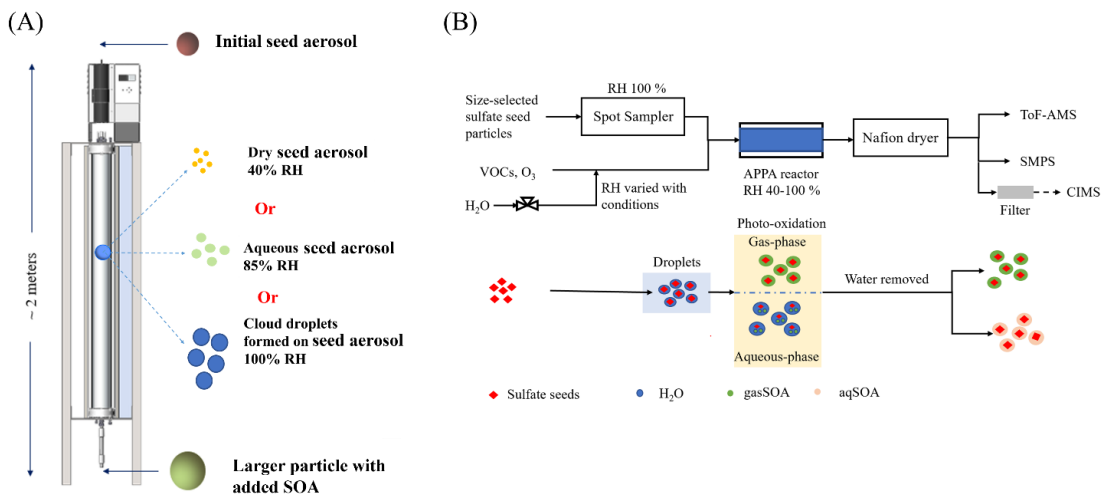 (A)
Initial seed aerosol
~ 2 meters
Dry seed aerosol
40% RH
Or
Aqueous seed aerosol
85% RH
Or
Cloud droplets
formed on seed aerosol
100% RH
Larger particle with
added SOA
(B)
RH 100 %
Size-selected
sulfate seed
particles
Spot Sampler
VOCs, O₃
H₂O
RH varied with
conditions
APPA reactor
RH 40-100 %
Nafion dryer
ToF-AMS
SMPS
Filter
CIMS
Photo-oxidation
Gas-phase
Droplets
Aqueous-phase
Water removed
Sulfate seeds
H₂O
gasSOA
aqSOA